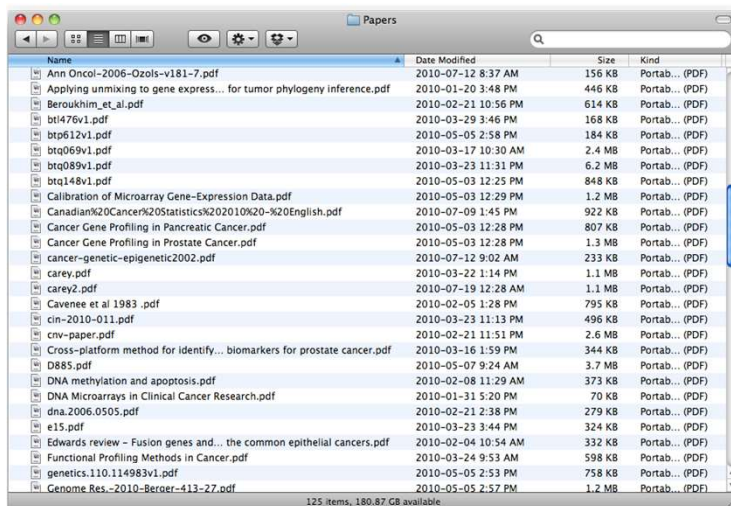 Papers
Name Date Modified Size Kind
Ann Oncol-2006-Ozols-v181-7.pdf 2010-07-12 8:37 AM 156 KB Portab... (PDF)
Applying unmixing to gene express... for tumor phylogeny inference.pdf 2010-01-20 3:48 PM 446 KB Portab... (PDF)
Beroukhim_et_al.pdf 2010-02-21 10:56 PM 614 KB Portab... (PDF)
btl476v1.pdf 2010-03-29 3:46 PM 168 KB Portab... (PDF)
btp612v1.pdf 2010-05-05 2:58 PM 184 KB Portab... (PDF)
btq069v1.pdf 2010-03-17 10:30 AM 2.4 MB Portab... (PDF)
btq089v1.pdf 2010-03-23 11:31 PM 6.2 MB Portab... (PDF)
btq148v1.pdf 2010-05-03 12:25 PM 848 KB Portab... (PDF)
Calibration of Microarray Gene-Expression Data.pdf 2010-05-03 12:29 PM 1.2 MB Portab... (PDF)
Canadian%20Cancer%20Statistics%202010%20-%20English.pdf 2010-07-09 1:45 PM 922 KB Portab... (PDF)
Cancer Gene Profiling in Pancreatic Cancer.pdf 2010-05-03 12:28 PM 807 KB Portab... (PDF)
Cancer Gene Profiling in Prostate Cancer.pdf 2010-05-03 12:28 PM 1.3 MB Portab... (PDF)
cancer-genetic-epigenetic2002.pdf 2010-07-12 9:02 AM 233 KB Portab... (PDF)
carey.pdf 2010-03-22 1:14 PM 1.1 MB Portab... (PDF)
carey2.pdf 2010-07-19 12:28 AM 1.1 MB Portab... (PDF)
Cavenee et al 1983 .pdf 2010-02-05 1:28 PM 795 KB Portab... (PDF)
cin-2010-011.pdf 2010-03-23 11:13 PM 496 KB Portab... (PDF)
cnv-paper.pdf 2010-02-21 11:51 PM 2.6 MB Portab... (PDF)
Cross-platform method for identify... biomarkers for prostate cancer.pdf 2010-03-16 1:59 PM 344 KB Portab... (PDF)
D885.pdf 2010-05-07 9:24 AM 3.7 MB Portab... (PDF)
DNA methylation and apoptosis.pdf 2010-02-08 11:29 AM 373 KB Portab... (PDF)
DNA Microarrays in Clinical Cancer Research.pdf 2010-01-31 5:20 PM 70 KB Portab... (PDF)
dna.2006.0505.pdf 2010-02-21 2:38 PM 279 KB Portab... (PDF)
e15.pdf 2010-03-23 3:44 PM 324 KB Portab... (PDF)
Edwards review - Fusion genes and... the common epithelial cancers.pdf 2010-02-04 10:54 AM 332 KB Portab... (PDF)
Functional Profiling Methods in Cancer.pdf 2010-03-24 9:53 AM 598 KB Portab... (PDF)
genetics.110.114983v1.pdf 2010-05-05 2:53 PM 758 KB Portab... (PDF)
Genome Res.-2010-Berger-413-27.pdf 2010-05-05 2:57 PM 1.2 MB Portab... (PDF)
125 items, 180.87 GB available